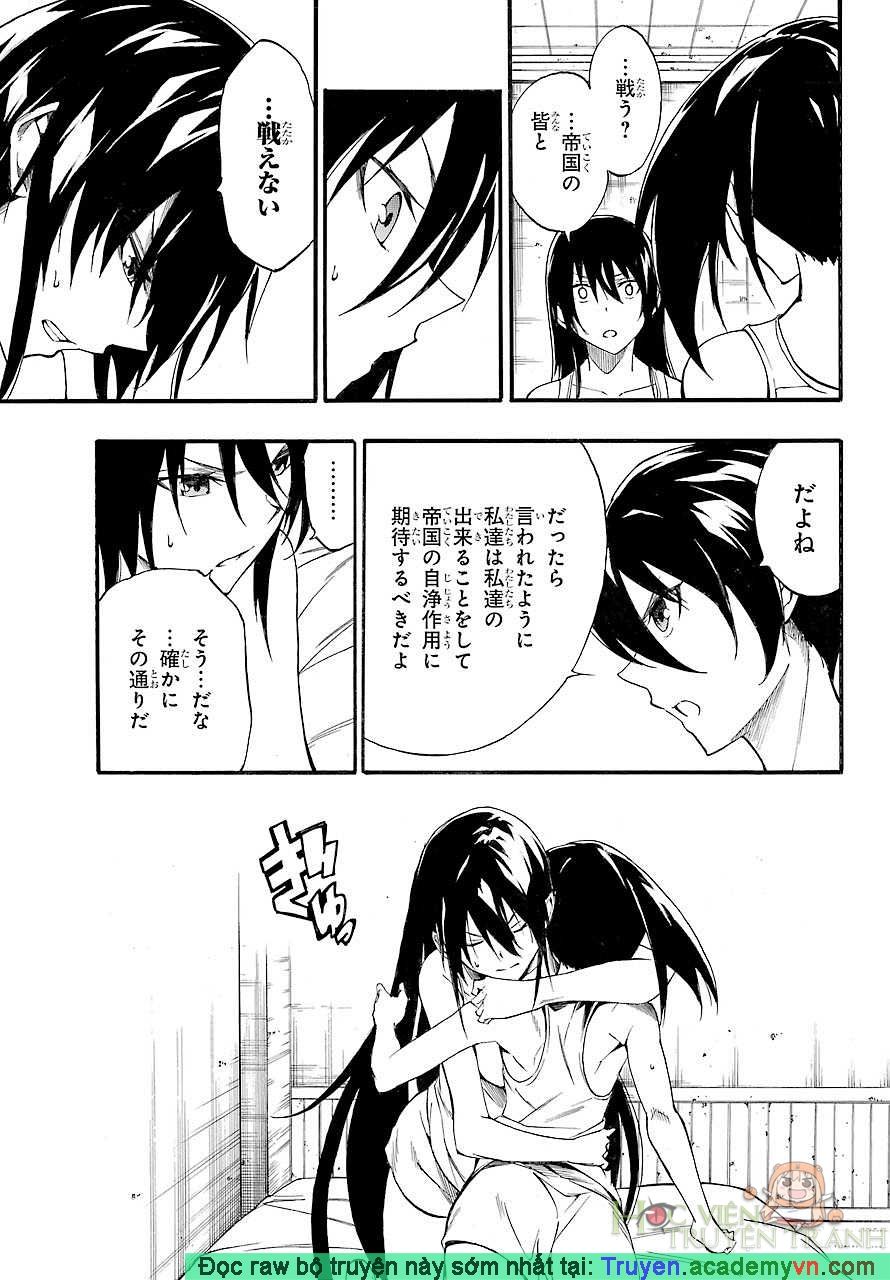 …戦う?
…帝国の
皆と
…戦えない
だよね
だったら
言われたように
私達は私達の
出来ることをして
帝国の自浄作用に
期待するべきだよ
………
そう…だな
…確かに
その通りだ
ぎゅっ
HỌC VIỆN
TRUYỆN TRANH
Đọc raw bộ truyện này sớm nhất tại: Truyen.academyvn.com